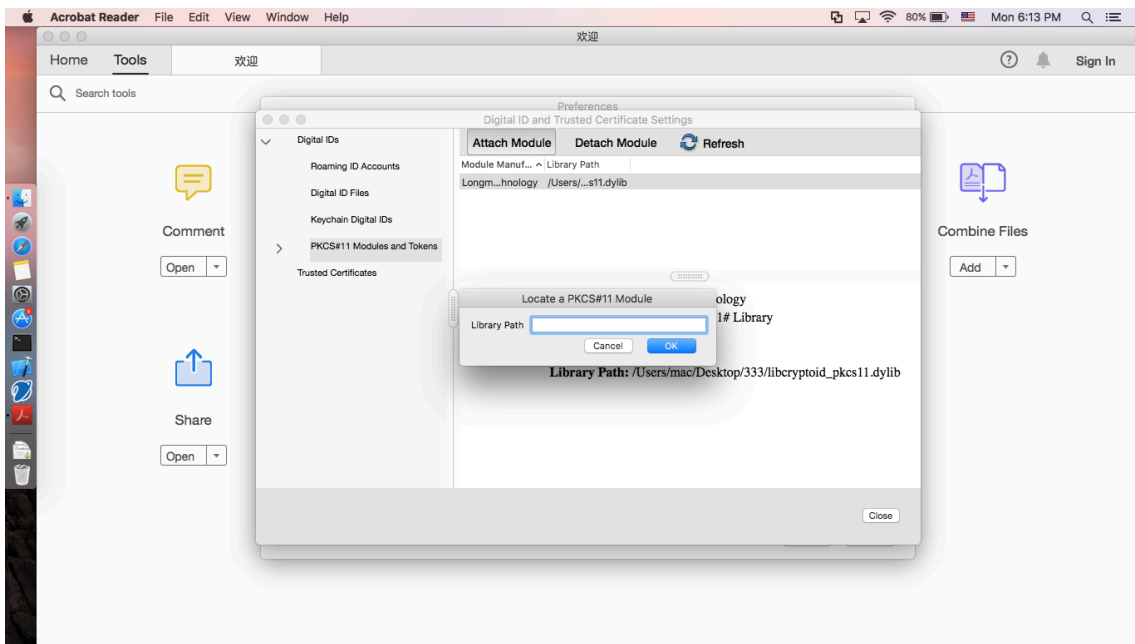 Acrobat Reader File Edit View Window Help 80% Mon 6:13 PM
欢迎
Home Tools 欢迎 Sign In
Search tools
Preferences
Digital ID and Trusted Certificate Settings
Digital IDs
Roaming ID Accounts
Digital ID Files
Keychain Digital IDs
PKCS#11 Modules and Tokens
Trusted Certificates
Attach Module Detach Module Refresh
Module Manuf... Library Path
Longm...hnology /Users/...s11.dylib
ology
1# Library
Library Path: /Users/mac/Desktop/333/libcryptoid_pkcs11.dylib
Locate a PKCS#11 Module
Library Path
Cancel OK
Close
Comment
Open
Share
Open
Combine Files
Add